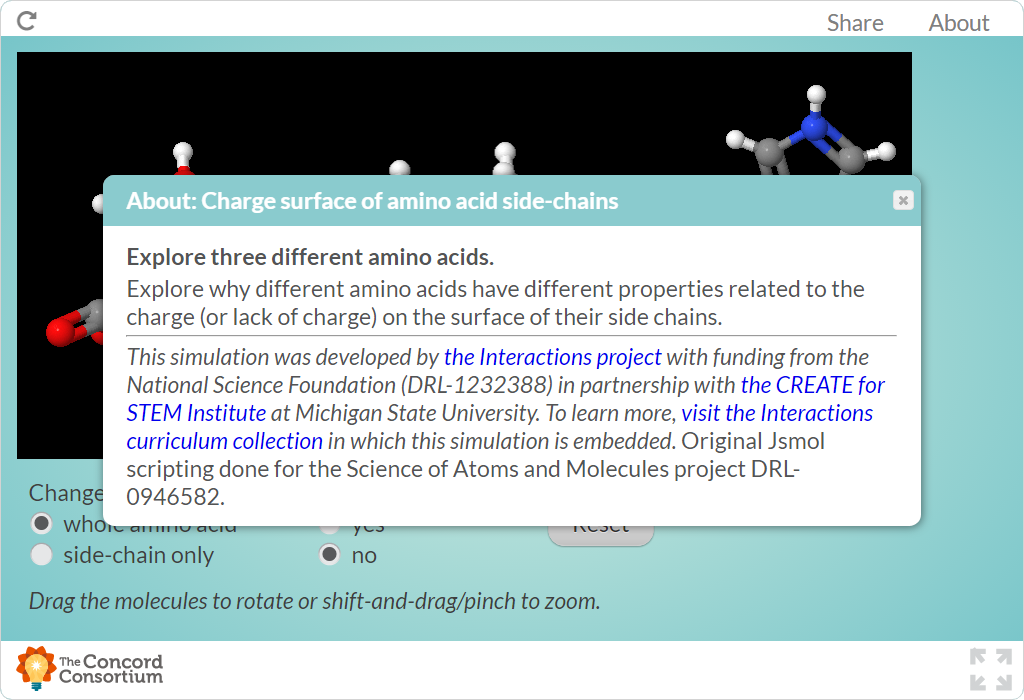 Share About
About: Charge surface of amino acid side-chains
Explore three different amino acids.
Explore why different amino acids have different properties related to the
charge (or lack of charge) on the surface of their side chains.
This simulation was developed by the Interactions project with funding from the
National Science Foundation (DRL-1232388) in partnership with the CREATE for
STEM Institute at Michigan State University. To learn more, visit the Interactions
curriculum collection in which this simulation is embedded. Original Jsmol
scripting done for the Science of Atoms and Molecules project DRL-
0946582.
Change
whole amino acid yes Reset
side-chain only no
Drag the molecules to rotate or shift-and-drag/pinch to zoom.
The Concord
Consortium